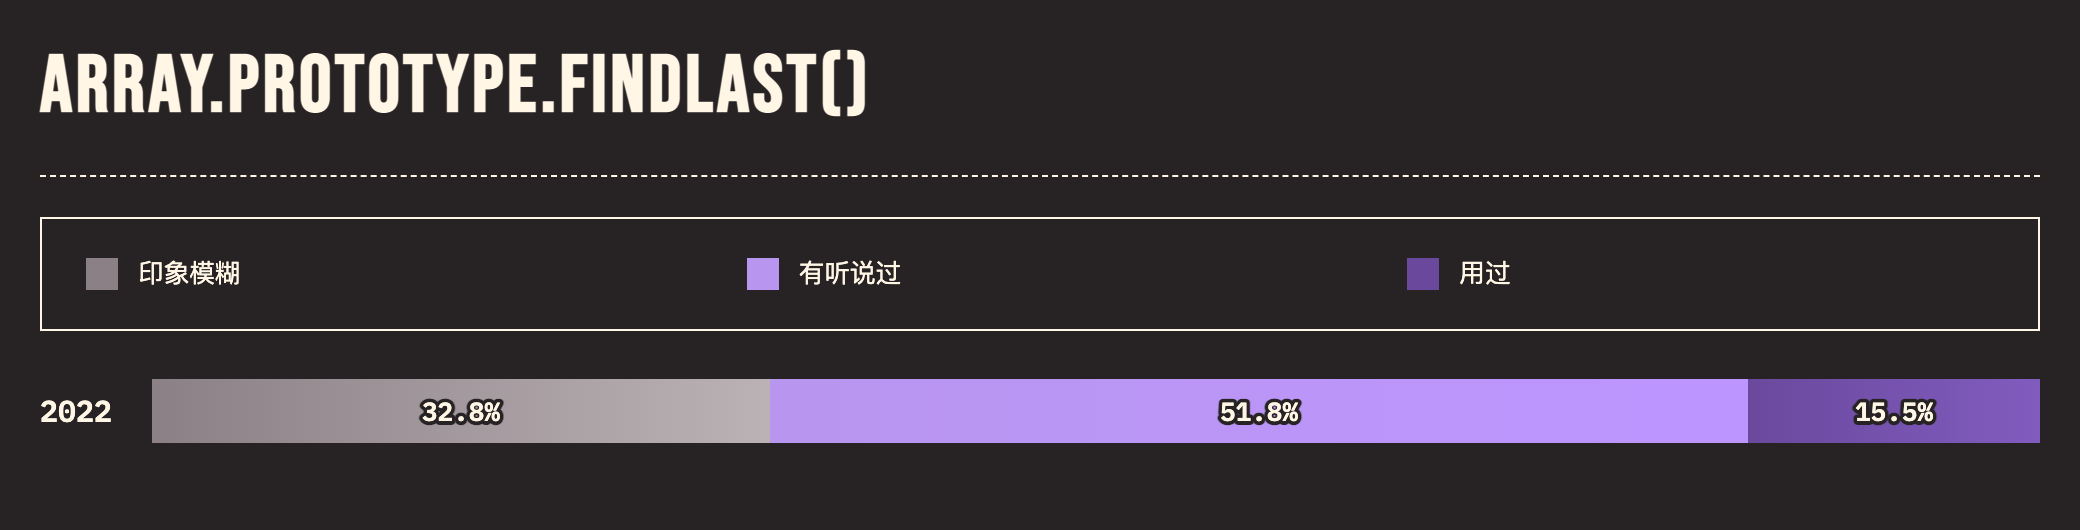 ARRAY.PROTOTYPE.FINDLAST()
印象模糊 有听说过 用过
2022 32.8% 51.8% 15.5%